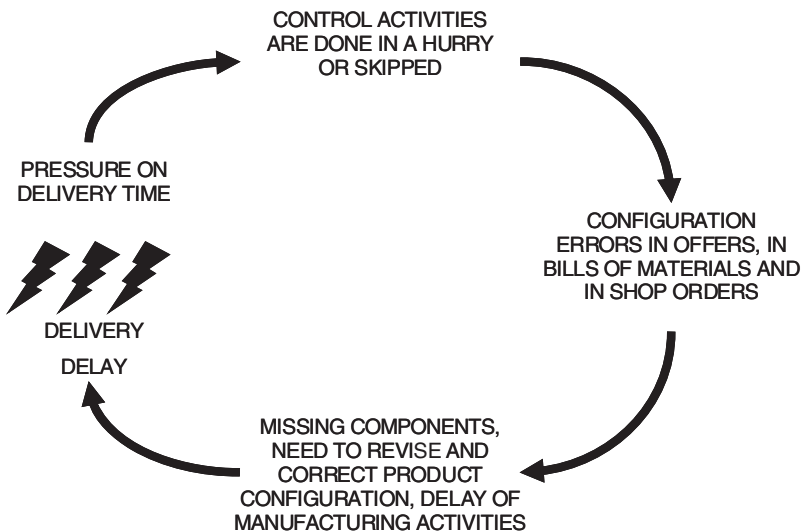 CONTROL ACTIVITIES
ARE DONE IN A HURRY
OR SKIPPED
CONFIGURATION
ERRORS IN OFFERS, IN
BILLS OF MATERIALS AND
IN SHOP ORDERS
MISSING COMPONENTS,
NEED TO REVISE AND
CORRECT PRODUCT
CONFIGURATION, DELAY OF
MANUFACTURING ACTIVITIES
DELIVERY
DELAY
PRESSURE ON
DELIVERY TIME